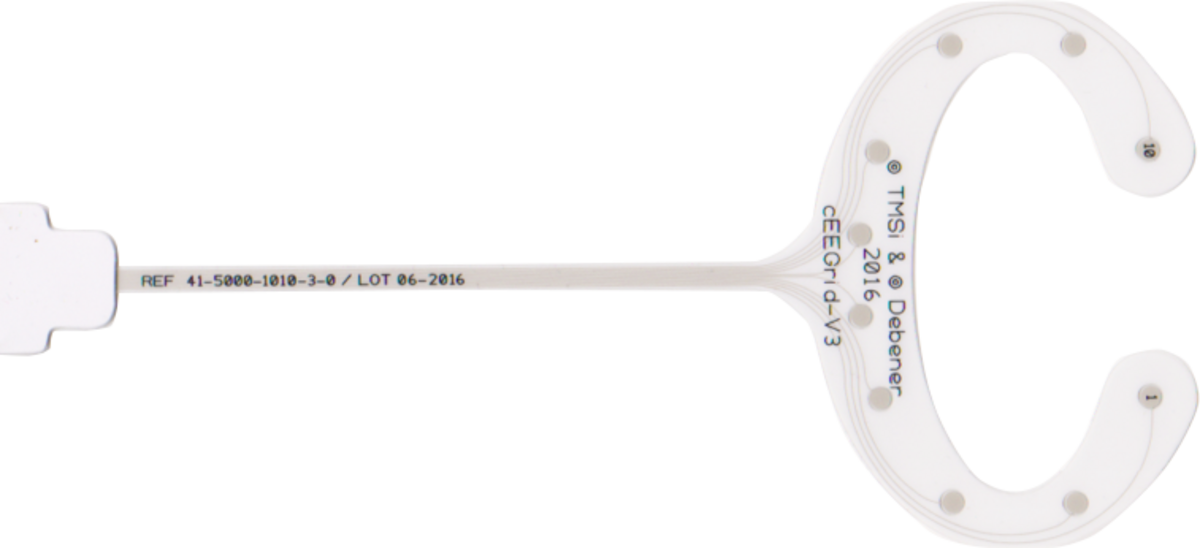 REF 41-5000-1010-3-0 / LOT 06-2016
© TMSi & © Debener
2016
cEEGrid-V3
10
1